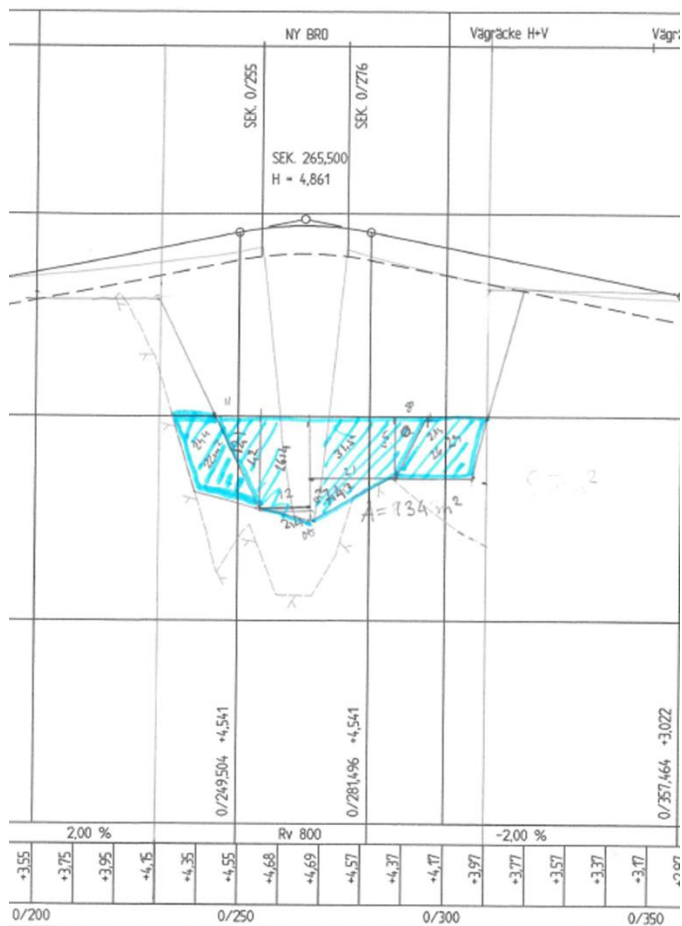 NY BRO
Vägräcke H+V
Vägrä
SEK. 0/255
SEK. 0/276
SEK. 265,500
H = 4,861
A=134 m²
0/249,504 +4,541
0/281,496 +4,541
0/357,464 +3,022
2,00 %
Rv 800
-2,00 %
+3,55
+3,75
+3,95
+4,15
+4,35
+4,55
+4,68
+4,69
+4,57
+4,37
+4,17
+3,97
+3,77
+3,57
+3,37
+3,17
+2,97
0/200
0/250
0/300
0/350